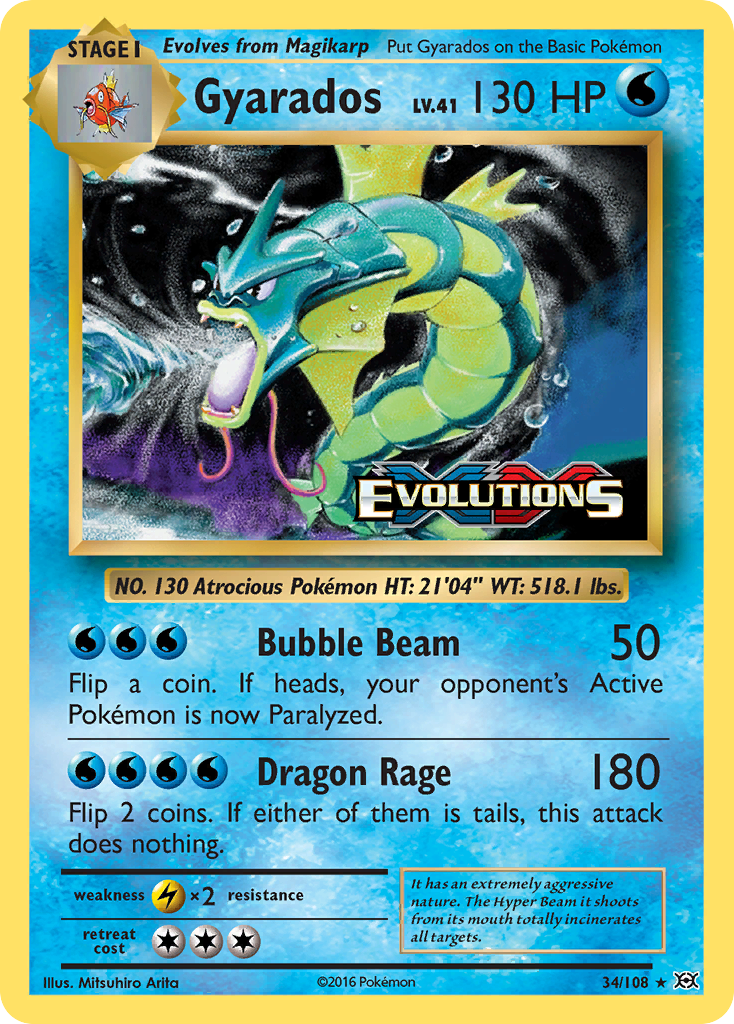 STAGE 1 Evolves from Magikarp Put Gyarados on the Basic Pokémon
Gyarados LV.41 130 HP
EVOLUTIONS
NO. 130 Atrocious Pokémon HT: 21'04" WT: 518.1 lbs.
Bubble Beam 50
Flip a coin. If heads, your opponent's Active
Pokémon is now Paralyzed.
Dragon Rage 180
Flip 2 coins. If either of them is tails, this attack
does nothing.
weakness ×2 resistance
retreat
cost
It has an extremely aggressive
nature. The Hyper Beam it shoots
from its mouth totally incinerates
all targets.
Illus. Mitsuhiro Arita ©2016 Pokémon 34/108 ★